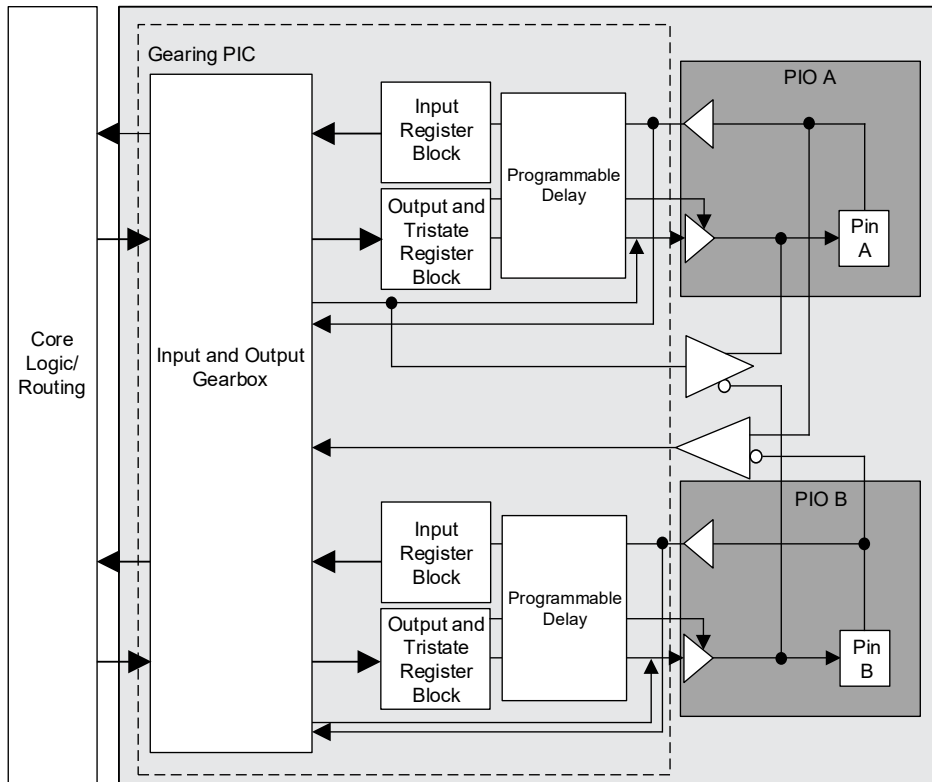 Gearing PIC
PIO A
Input
Register
Block
Programmable
Delay
Output and
Tristate
Register
Block
Pin
A
Core
Logic/
Routing
Input and Output
Gearbox
PIO B
Input
Register
Block
Programmable
Delay
Output and
Tristate
Register
Block
Pin
B